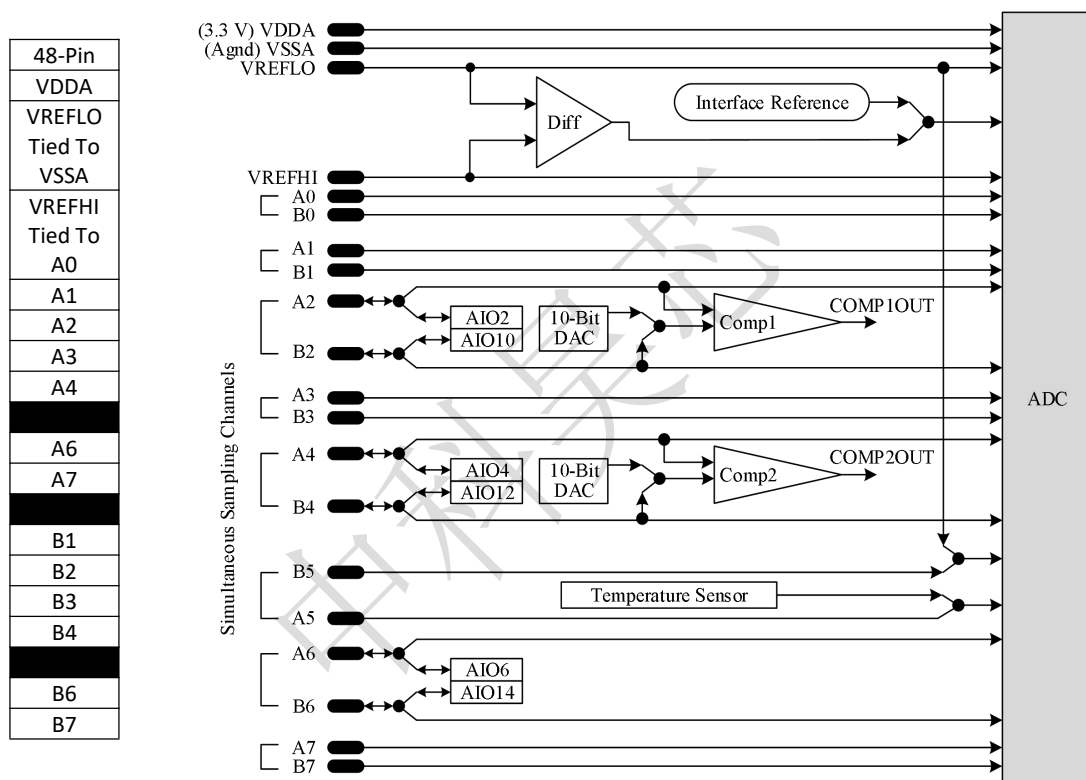 48-Pin
VDDA
VREFLO
Tied To
VSSA
VREFHI
Tied To
A0
A1
A2
A3
A4
A6
A7
B1
B2
B3
B4
B6
B7
(3.3 V) VDDA
(Agnd) VSSA
VREFLO
Interface Reference
Diff
VREFHI
A0
B0
A1
B1
A2
AIO2
10-Bit
DAC
Comp1
COMP1OUT
AIO10
B2
A3
B3
ADC
A4
AIO4
10-Bit
DAC
Comp2
COMP2OUT
AIO12
B4
Simultaneous Sampling Channels
B5
Temperature Sensor
A5
A6
AIO6
AIO14
B6
A7
B7
中科昊芯